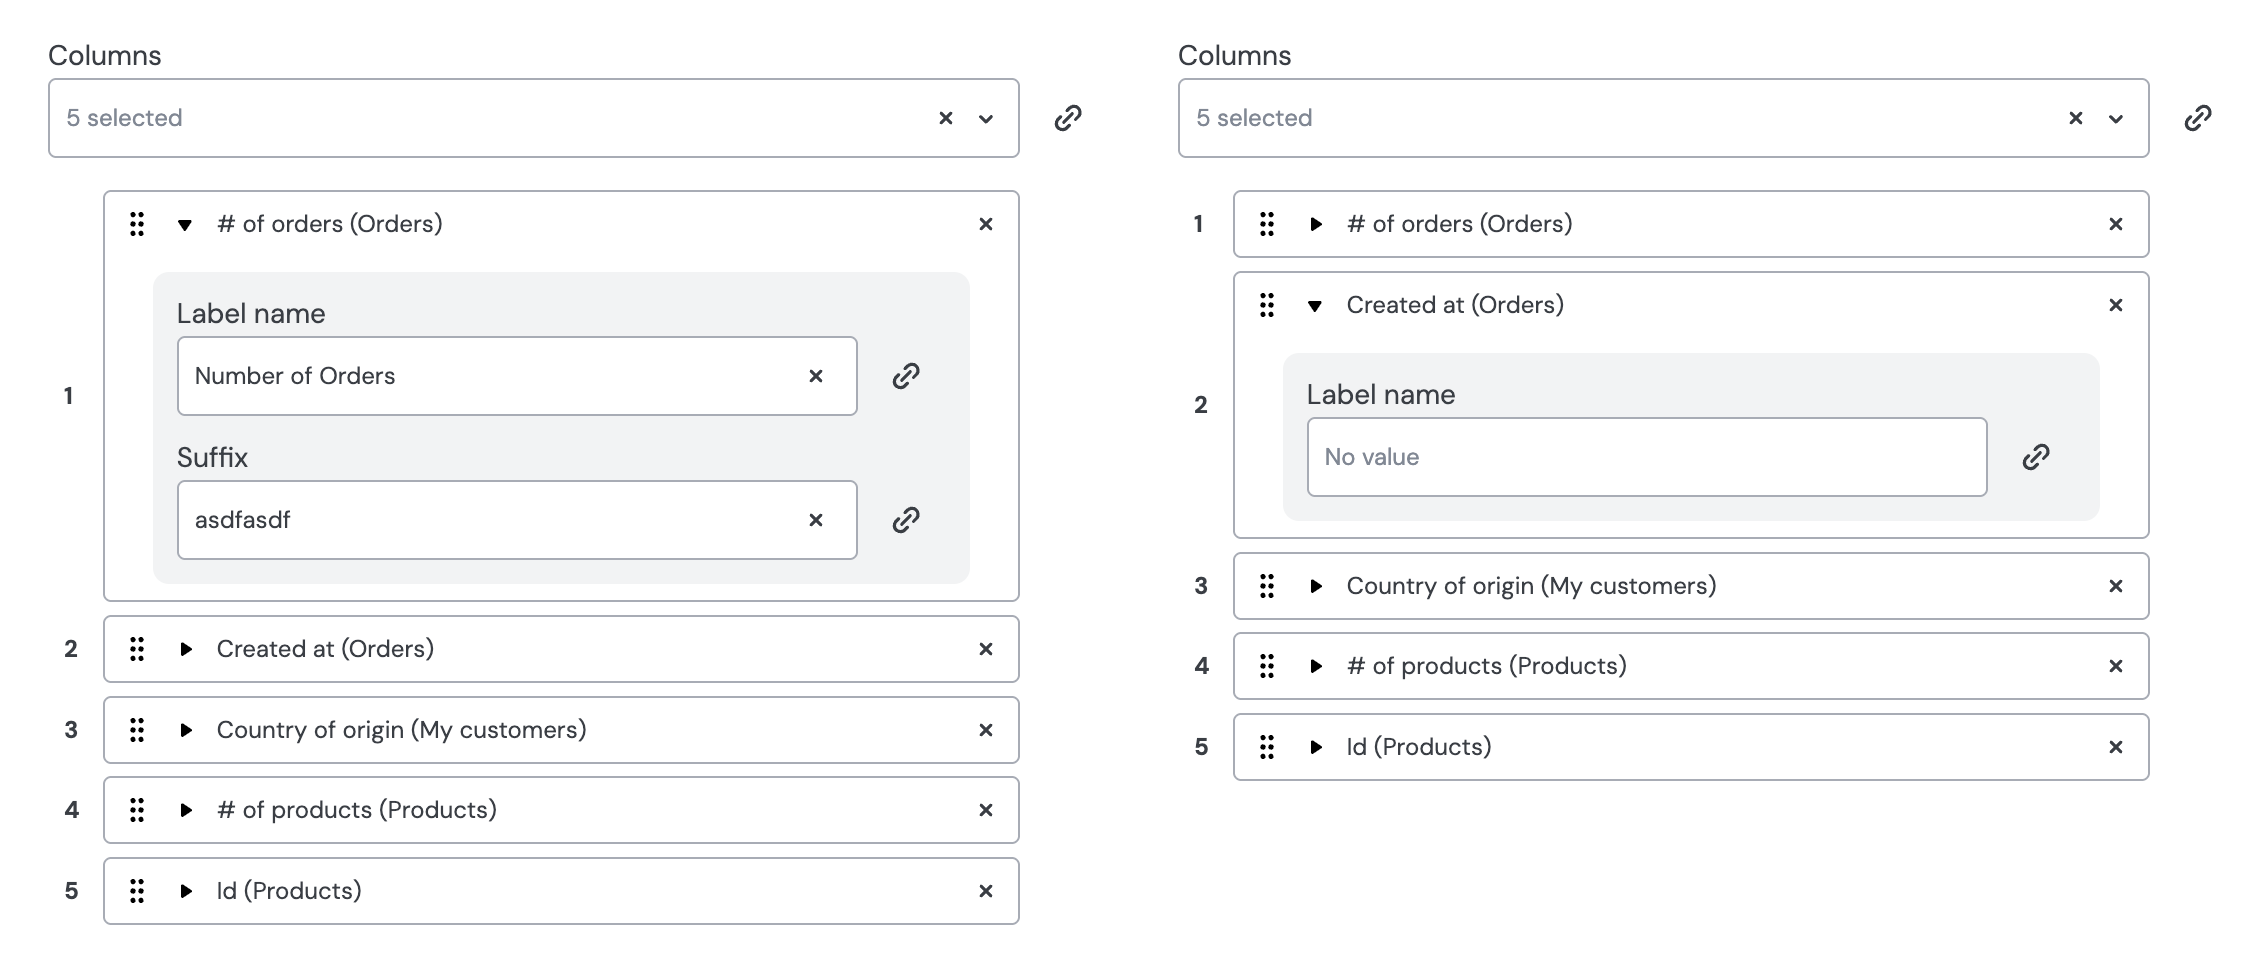 Columns
5 selected
1
# of orders (Orders)
Label name
Number of Orders
Suffix
asdfasdf
2
Created at (Orders)
3
Country of origin (My customers)
4
# of products (Products)
5
Id (Products)
Columns
5 selected
1
# of orders (Orders)
2
Created at (Orders)
Label name
No value
3
Country of origin (My customers)
4
# of products (Products)
5
Id (Products)